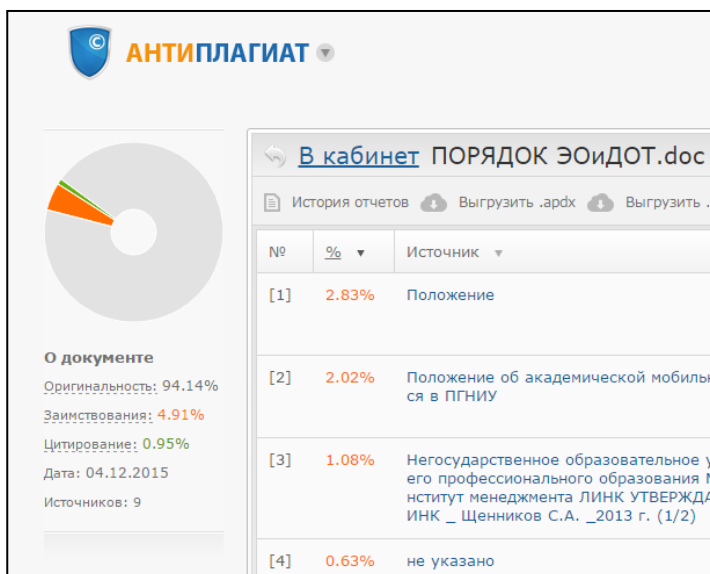 ©
АНТИПЛАГИАТ
В кабинет ПОРЯДОК ЭОиДОТ.doc
История отчетов Выгрузить .apdx Выгрузить .
№ % Источник
[1] 2.83% Положение
[2] 2.02% Положение об академической мобильн
ся в ПГНИУ
[3] 1.08% Негосударственное образовательное у
его профессионального образования М
нститут менеджмента ЛИНК УТВЕРЖДА
ИНК _ Щенников С.А. _2013 г. (1/2)
[4] 0.63% не указано
О документе
Оригинальность: 94.14%
Заимствования: 4.91%
Цитирование: 0.95%
Дата: 04.12.2015
Источников: 9